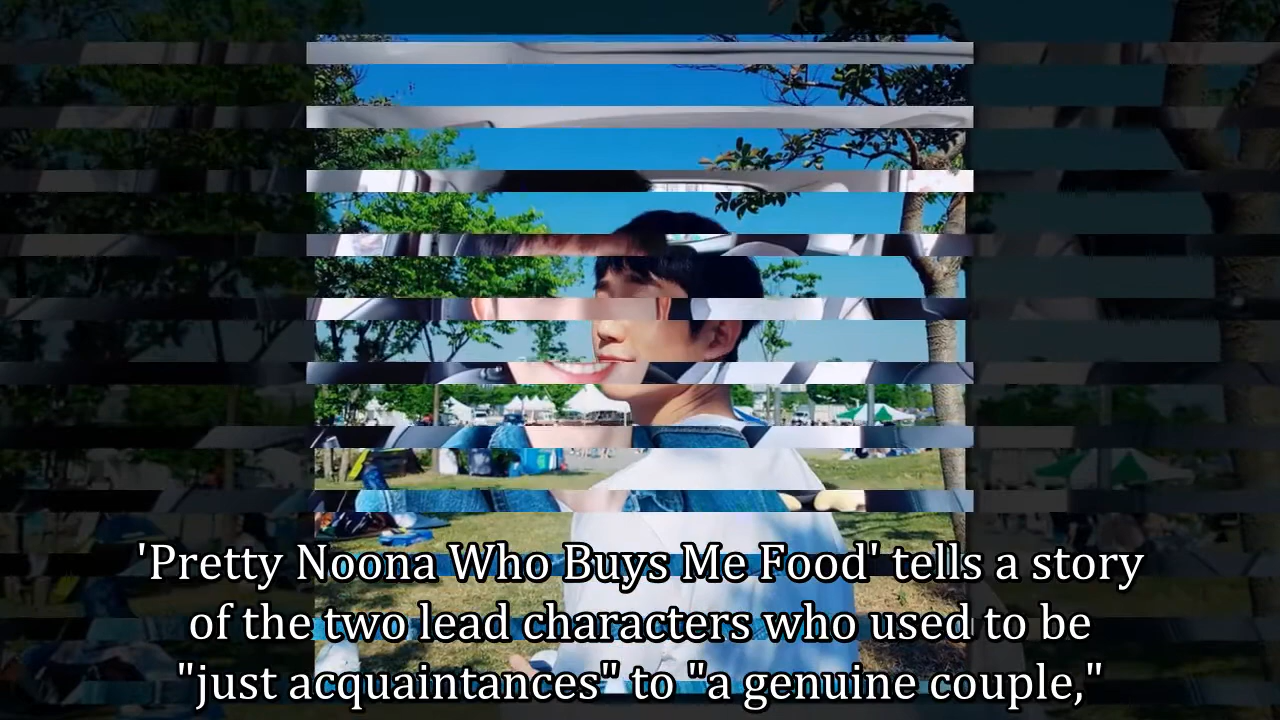 'Pretty Noona Who Buys Me Food' tells a story
of the two lead characters who used to be
"just acquaintances" to "a genuine couple,"